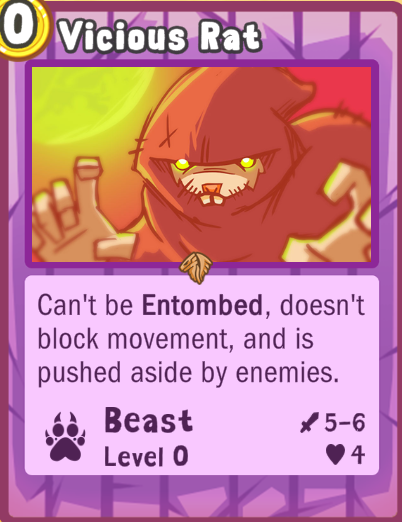 0
Vicious Rat
Can't be Entombed, doesn't
block movement, and is
pushed aside by enemies.
Beast
5-6
Level 0
4